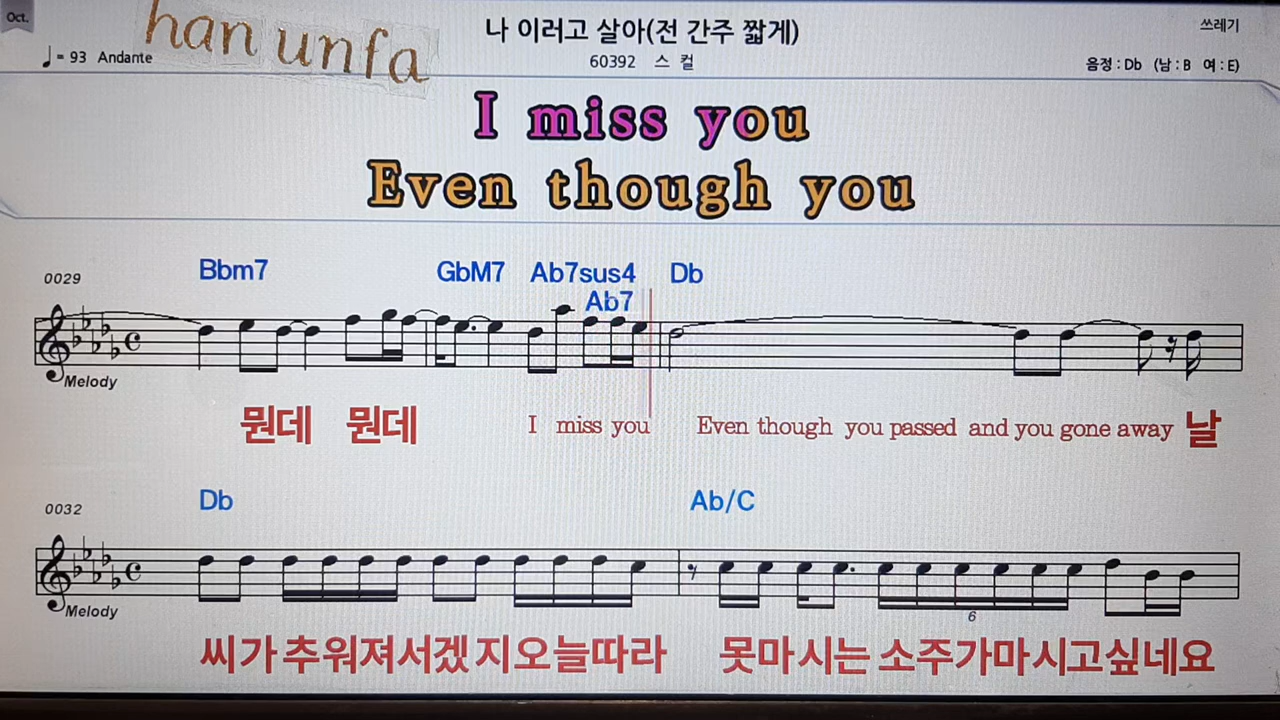 Oct.
han unfa
나 이러고 살아(전 간주 짧게)
쓰레기
♩= 93 Andante
60392 스 컬
음정 : Db (남 : B 여 : E)
I miss you
Even though you
0029
Bbm7 GbM7 Ab7sus4 Db
Ab7
Melody
뭔데 뭔데 I miss you Even though you passed and you gone away 날
0032
Db Ab/C
6
Melody
씨가 추워져서겠지오늘따라 못마시는 소주가마시고싶네요